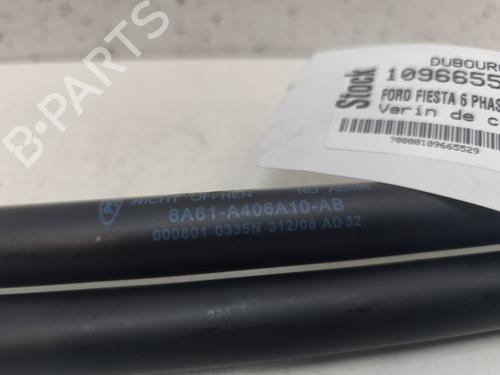 DUBOURG
Stock
109665529
FORD FIESTA 6 PHAS
Verin de c
70000109665529
NICHT ÖFFNEN NO ABRIR
8A61-A406A10-AB
000801 0335N 312/08 AD 32
B-PARTS